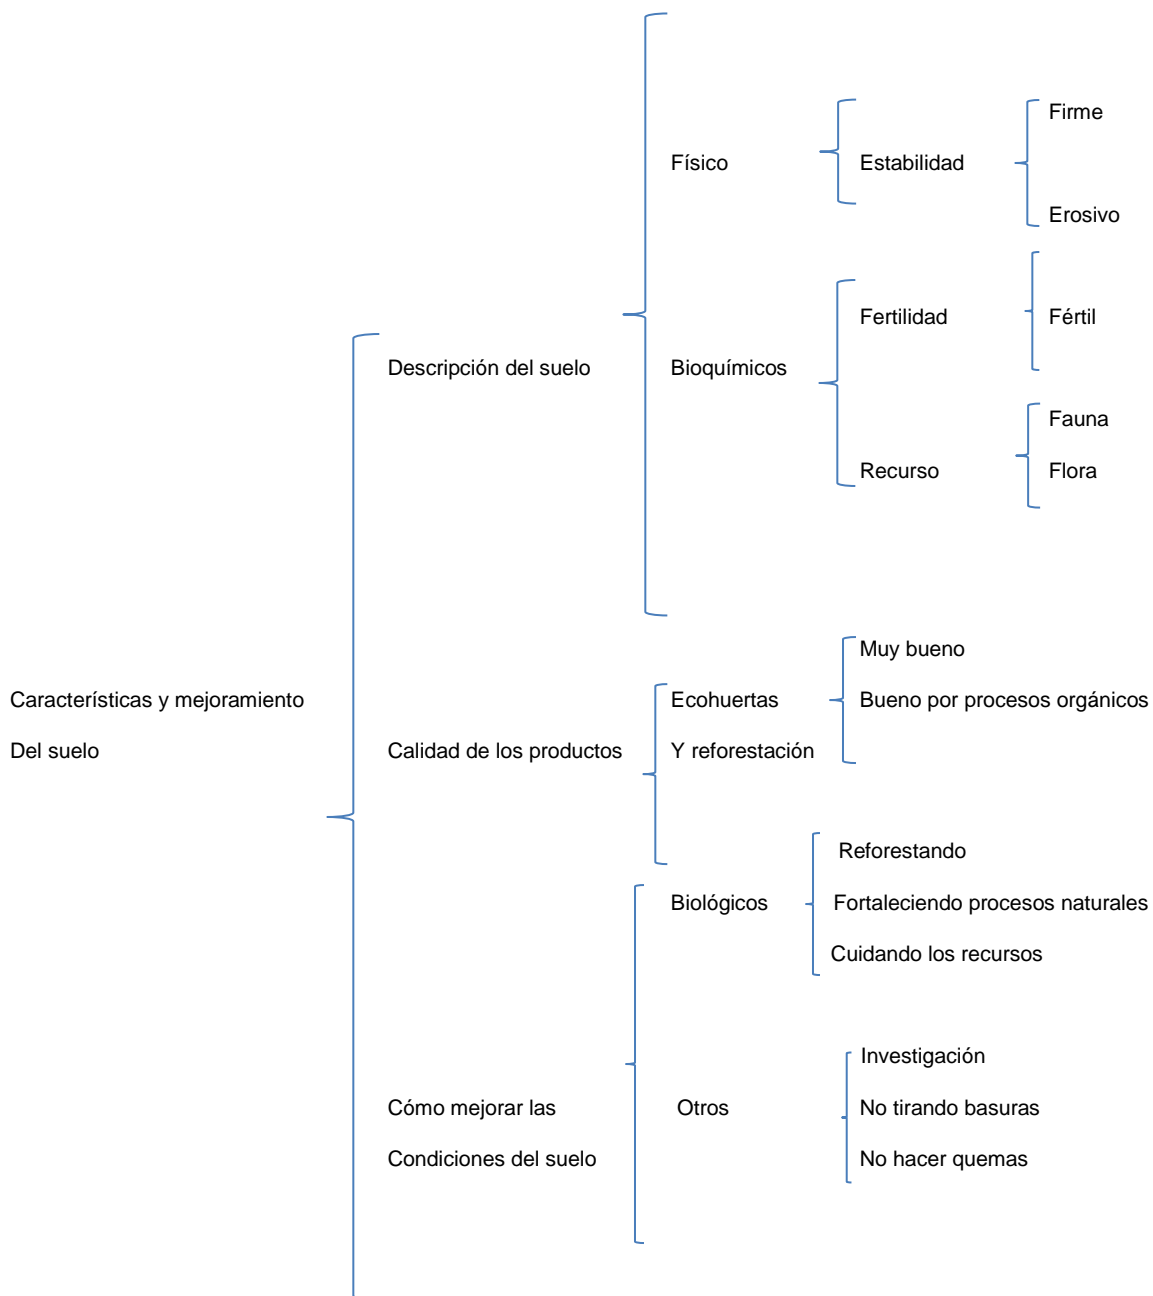 Firme
Físico
Estabilidad
Erosivo
Fertilidad
Fértil
Descripción del suelo
Bioquímicos
Fauna
Recurso
Flora
Muy bueno
Características y mejoramiento
Ecohuertas
Bueno por procesos orgánicos
Del suelo
Calidad de los productos
Y reforestación
Reforestando
Biológicos
Fortaleciendo procesos naturales
Cuidando los recursos
Investigación
Cómo mejorar las
Otros
No tirando basuras
Condiciones del suelo
No hacer quemas